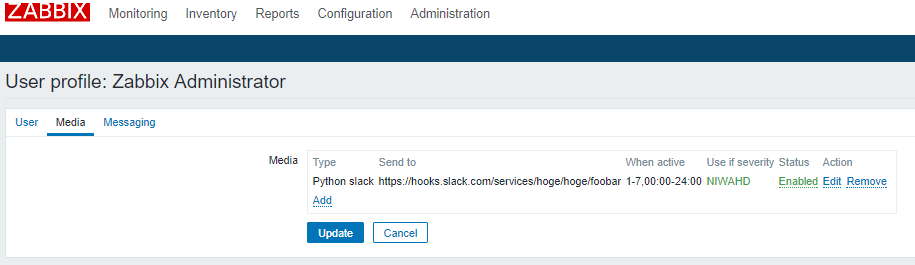 ZABBIX Monitoring Inventory Reports Configuration Administration
User profile: Zabbix Administrator
User Media Messaging
Media Type Send to When active Use if severity Status Action
Python slack https://hooks.slack.com/services/hoge/hoge/foobar 1-7,00:00-24:00 NIWAHD Enabled Edit Remove
Add
Update Cancel